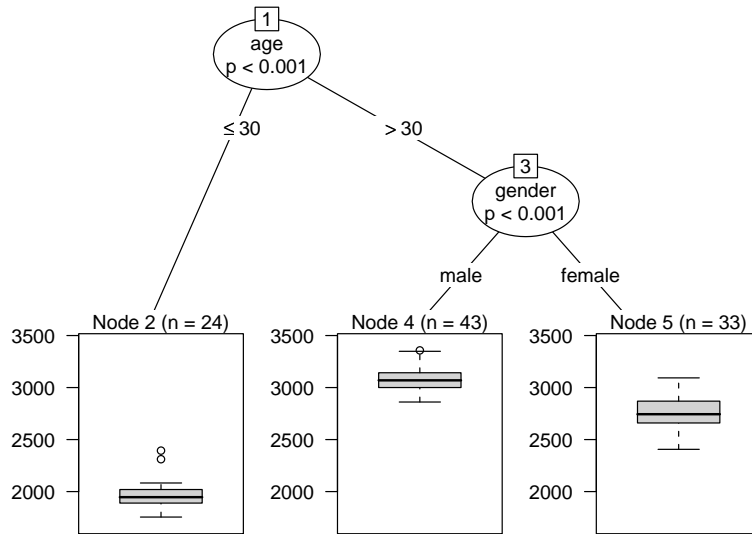 1
age
p < 0.001
≤ 30
> 30
3
gender
p < 0.001
male
female
Node 2 (n = 24)
3500
3000
2500
2000
Node 4 (n = 43)
3500
3000
2500
2000
Node 5 (n = 33)
3500
3000
2500
2000